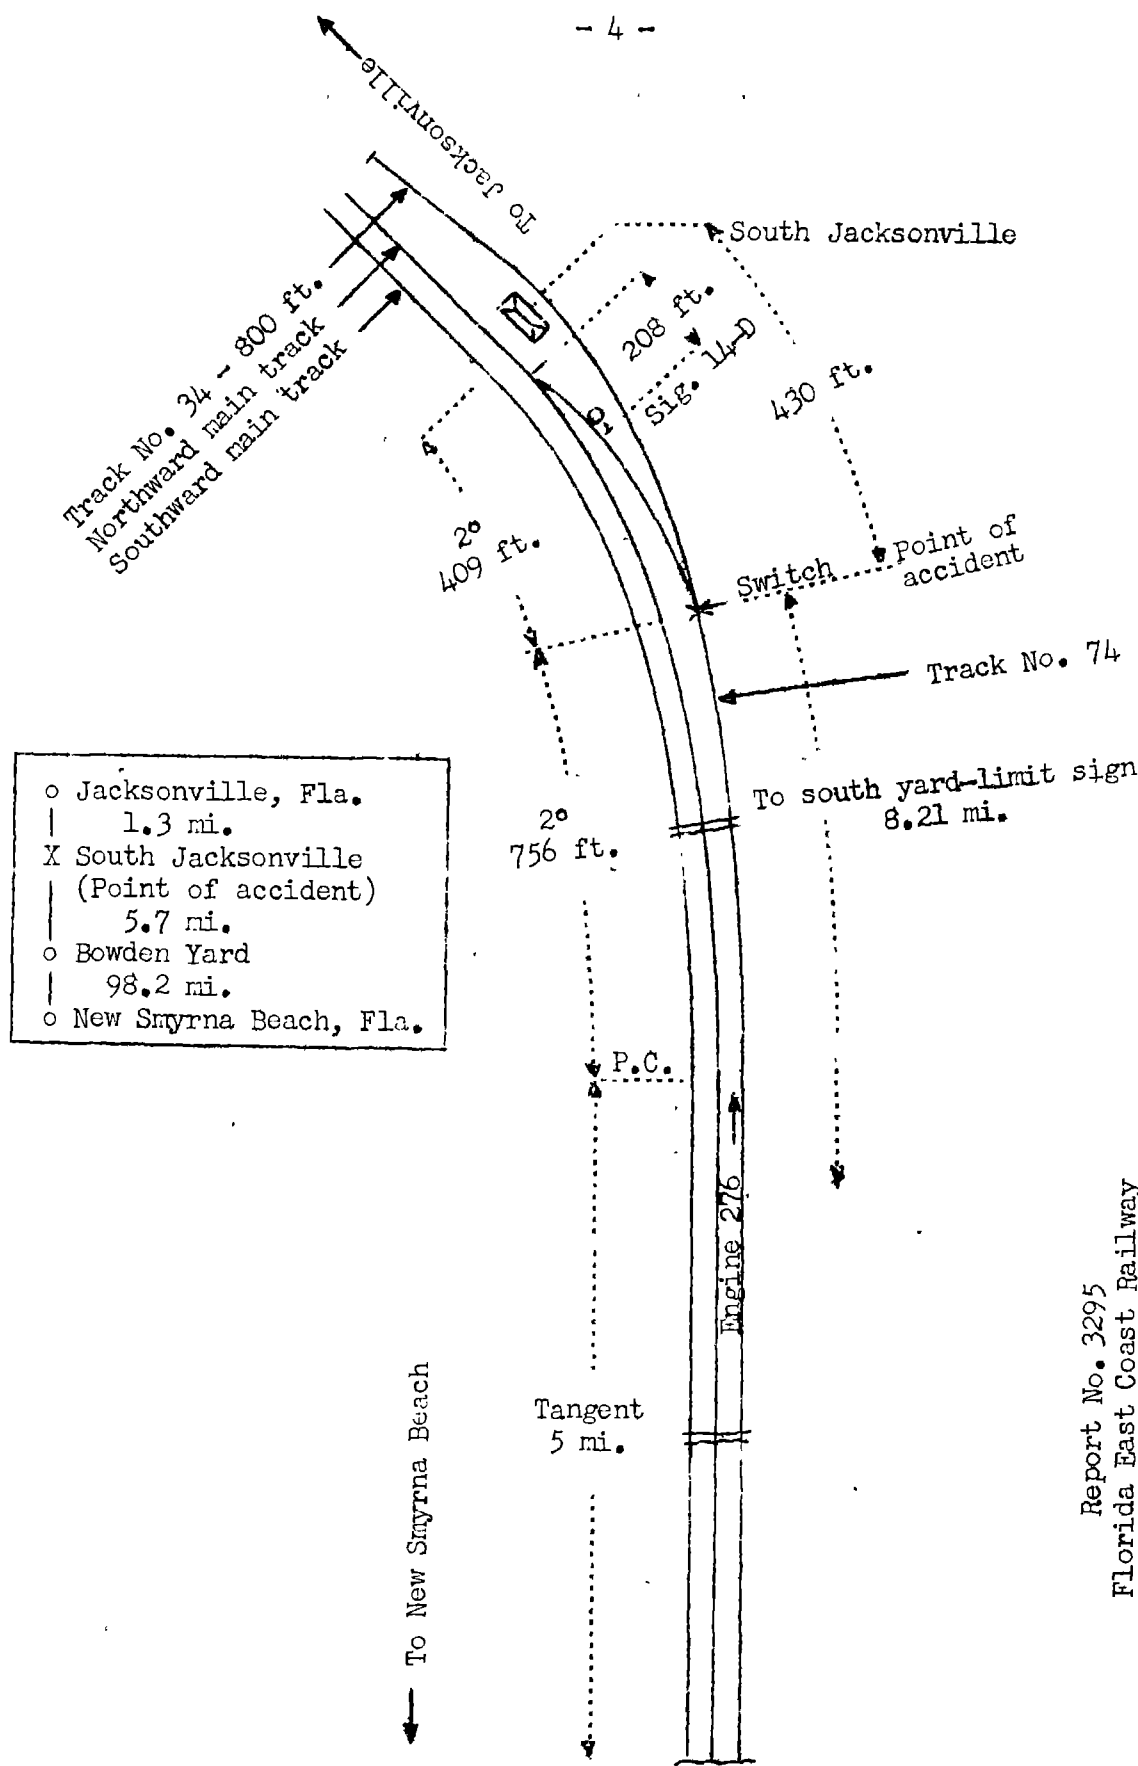 - 4 -
To Jacksonville
South Jacksonville
208 ft.
Sig. 14-D
430 ft.
Track No. 34 - 800 ft.
Northward main track
Southward main track
2°
409 ft.
Point of
accident
Switch
Track No. 74
o Jacksonville, Fla.
1.3 mi.
X South Jacksonville
(Point of accident)
5.7 mi.
o Bowden Yard
98.2 mi.
o New Smyrna Beach, Fla.
To south yard-limit sign
8.21 mi.
2°
756 ft.
P.C.
Engine 276
Tangent
5 mi.
To New Smyrna Beach
Report No. 3295
Florida East Coast Railway